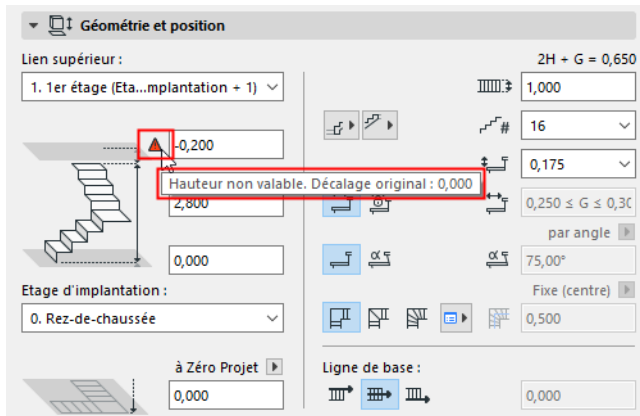 Géométrie et position
Lien supérieur :
2H + G = 0,650
1. 1er étage (Eta...mplantation + 1)
1,000
-0,200
# 16
Hauteur non valable. Décalage original : 0,000
0,175
2,800
0,250 ≤ G ≤ 0,30
par angle
0,000
α
α
75,00°
Etage d'implantation :
Fixe (centre)
0. Rez-de-chaussée
0,500
à Zéro Projet
Ligne de base :
0,000
0,000